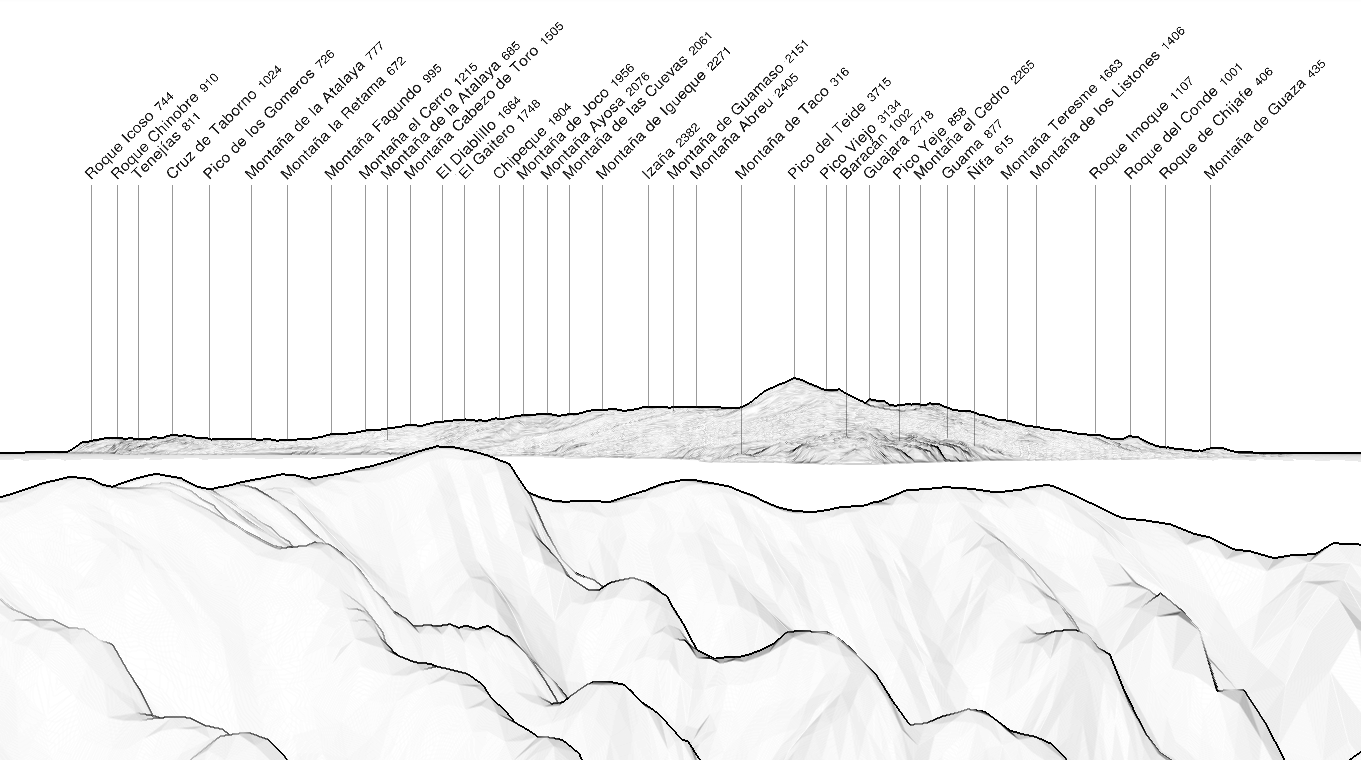 Roque Icoso 744
Roque Chinobre 910
Tenejías 811
Cruz de Taborno 1024
Pico de los Gomeros 726
Montaña de la Atalaya 777
Montaña la Retama 672
Montaña Fagundo 995
Montaña el Cerro 1215
Montaña de la Atalaya 685
Montaña Cabezo de Toro 1505
El Diablillo 1664
El Gaitero 1748
Chipeque 1804
Montaña de Joco 1956
Montaña Ayosa 2076
Montaña de las Cuevas 2061
Montaña de Igueque 2271
Izaña 2382
Montaña de Guamaso 2151
Montaña Abreu 2405
Montaña de Taco 316
Pico del Teide 3715
Pico Viejo 3134
Baracán 1002
Guajara 2718
Pico Yeje 858
Montaña el Cedro 2265
Guama 877
Ñifa 615
Montaña Teresme 1663
Montaña de los Listones 1406
Roque Imoque 1107
Roque del Conde 1001
Roque de Chijafe 406
Montaña de Guaza 435